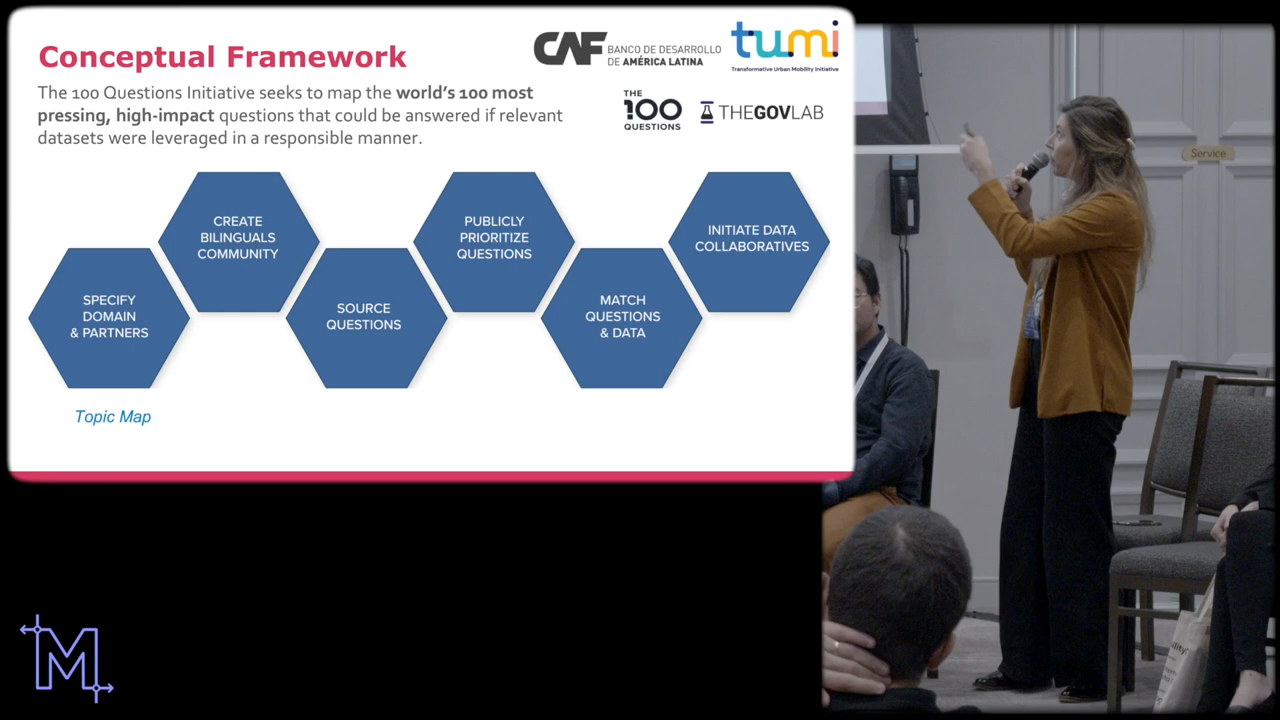 Conceptual Framework
The 100 Questions Initiative seeks to map the world's 100 most
pressing, high-impact questions that could be answered if relevant
datasets were leveraged in a responsible manner.
CAF BANCO DE DESARROLLO
DE AMÉRICA LATINA
tumi
Transformative Urban Mobility Initiative
THE
100
QUESTIONS
THEGOVLAB
SPECIFY
DOMAIN
& PARTNERS
CREATE
BILINGUALS
COMMUNITY
SOURCE
QUESTIONS
PUBLICLY
PRIORITIZE
QUESTIONS
MATCH
QUESTIONS
& DATA
INITIATE DATA
COLLABORATIVES
Topic Map
Service
M